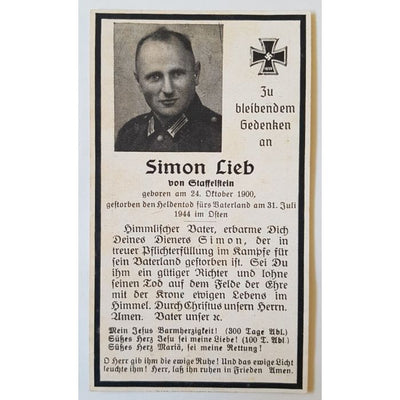 Zu
bleibendem
Gedenken
an
Simon Lieb
von Staffelstein
geboren am 24. Oktober 1900,
gestorben den Heldentod fürs Vaterland am 31. Juli
1944 im Osten
Himmlischer Vater, erbarme Dich
Deines Dieners Simon, der in
treuer Pflichterfüllung im Kampfe für
sein Vaterland gestorben ist. Sei Du
ihm ein gütiger Richter und lohne
seinen Tod auf dem Felde der Ehre
mit der Krone ewigen Lebens im
Himmel. Durch Christus unsern Herrn.
Amen. Vater unser ꝛc.
Mein Jesus Barmherzigkeit! (300 Tage Abl.)
Süßes Herz Jesu sei meine Liebe! (100 T. Abl)
Süßes Herz Mariä, sei meine Rettung!
O Herr gib ihm die ewige Ruhe! Und das ewige Licht
leuchte ihm! Herr, laß ihn ruhen in Frieden Amen.